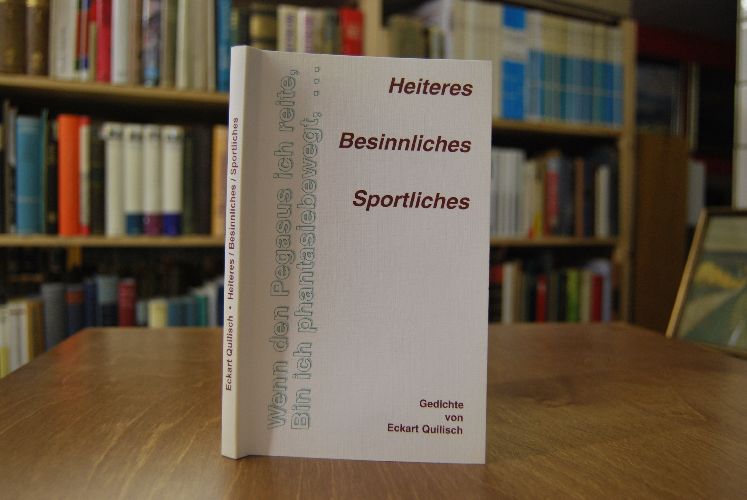 Heiteres
Besinnliches
Sportliches
Wenn den Pegasus ich reite,
Bin ich phantasiebewegt, ...
Gedichte
von
Eckart Quilisch
Eckart Quilisch • Heiteres / Besinnliches / Sportliches